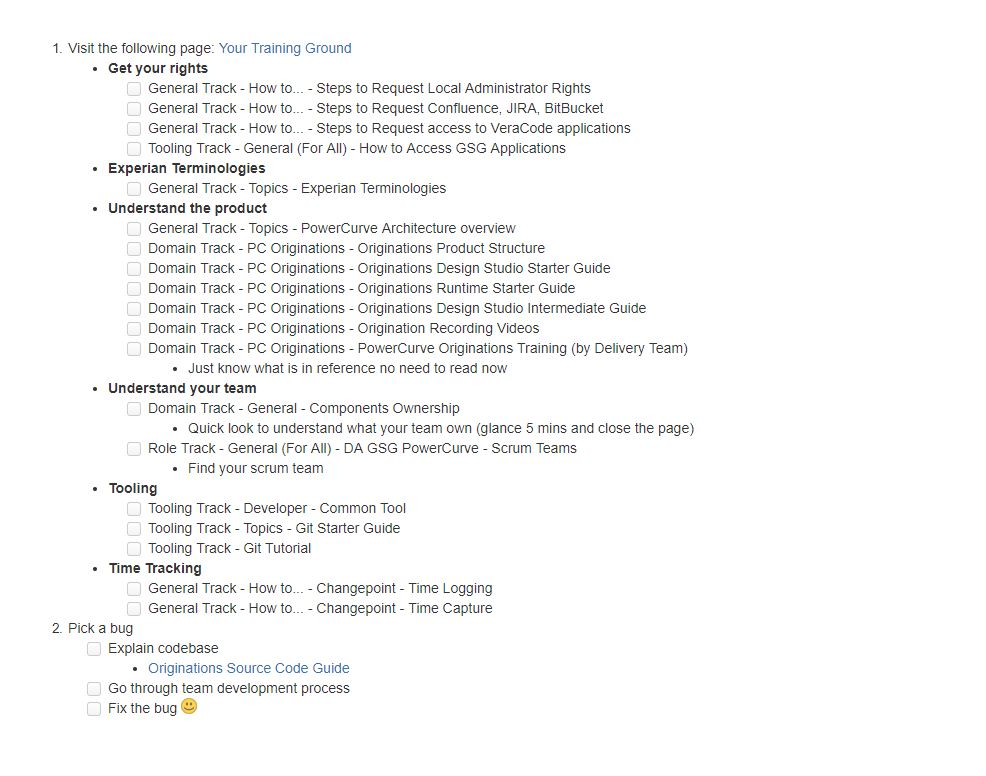 1. Visit the following page: Your Training Ground
• Get your rights
General Track - How to... - Steps to Request Local Administrator Rights
General Track - How to... - Steps to Request Confluence, JIRA, BitBucket
General Track - How to... - Steps to Request access to VeraCode applications
Tooling Track - General (For All) - How to Access GSG Applications
• Experian Terminologies
General Track - Topics - Experian Terminologies
• Understand the product
General Track - Topics - PowerCurve Architecture overview
Domain Track - PC Originations - Originations Product Structure
Domain Track - PC Originations - Originations Design Studio Starter Guide
Domain Track - PC Originations - Originations Runtime Starter Guide
Domain Track - PC Originations - Originations Design Studio Intermediate Guide
Domain Track - PC Originations - Origination Recording Videos
Domain Track - PC Originations - PowerCurve Originations Training (by Delivery Team)
• Just know what is in reference no need to read now
• Understand your team
Domain Track - General - Components Ownership
• Quick look to understand what your team own (glance 5 mins and close the page)
Role Track - General (For All) - DA GSG PowerCurve - Scrum Teams
• Find your scrum team
• Tooling
Tooling Track - Developer - Common Tool
Tooling Track - Topics - Git Starter Guide
Tooling Track - Git Tutorial
• Time Tracking
General Track - How to... - Changepoint - Time Logging
General Track - How to... - Changepoint - Time Capture
2. Pick a bug
Explain codebase
• Originations Source Code Guide
Go through team development process
Fix the bug